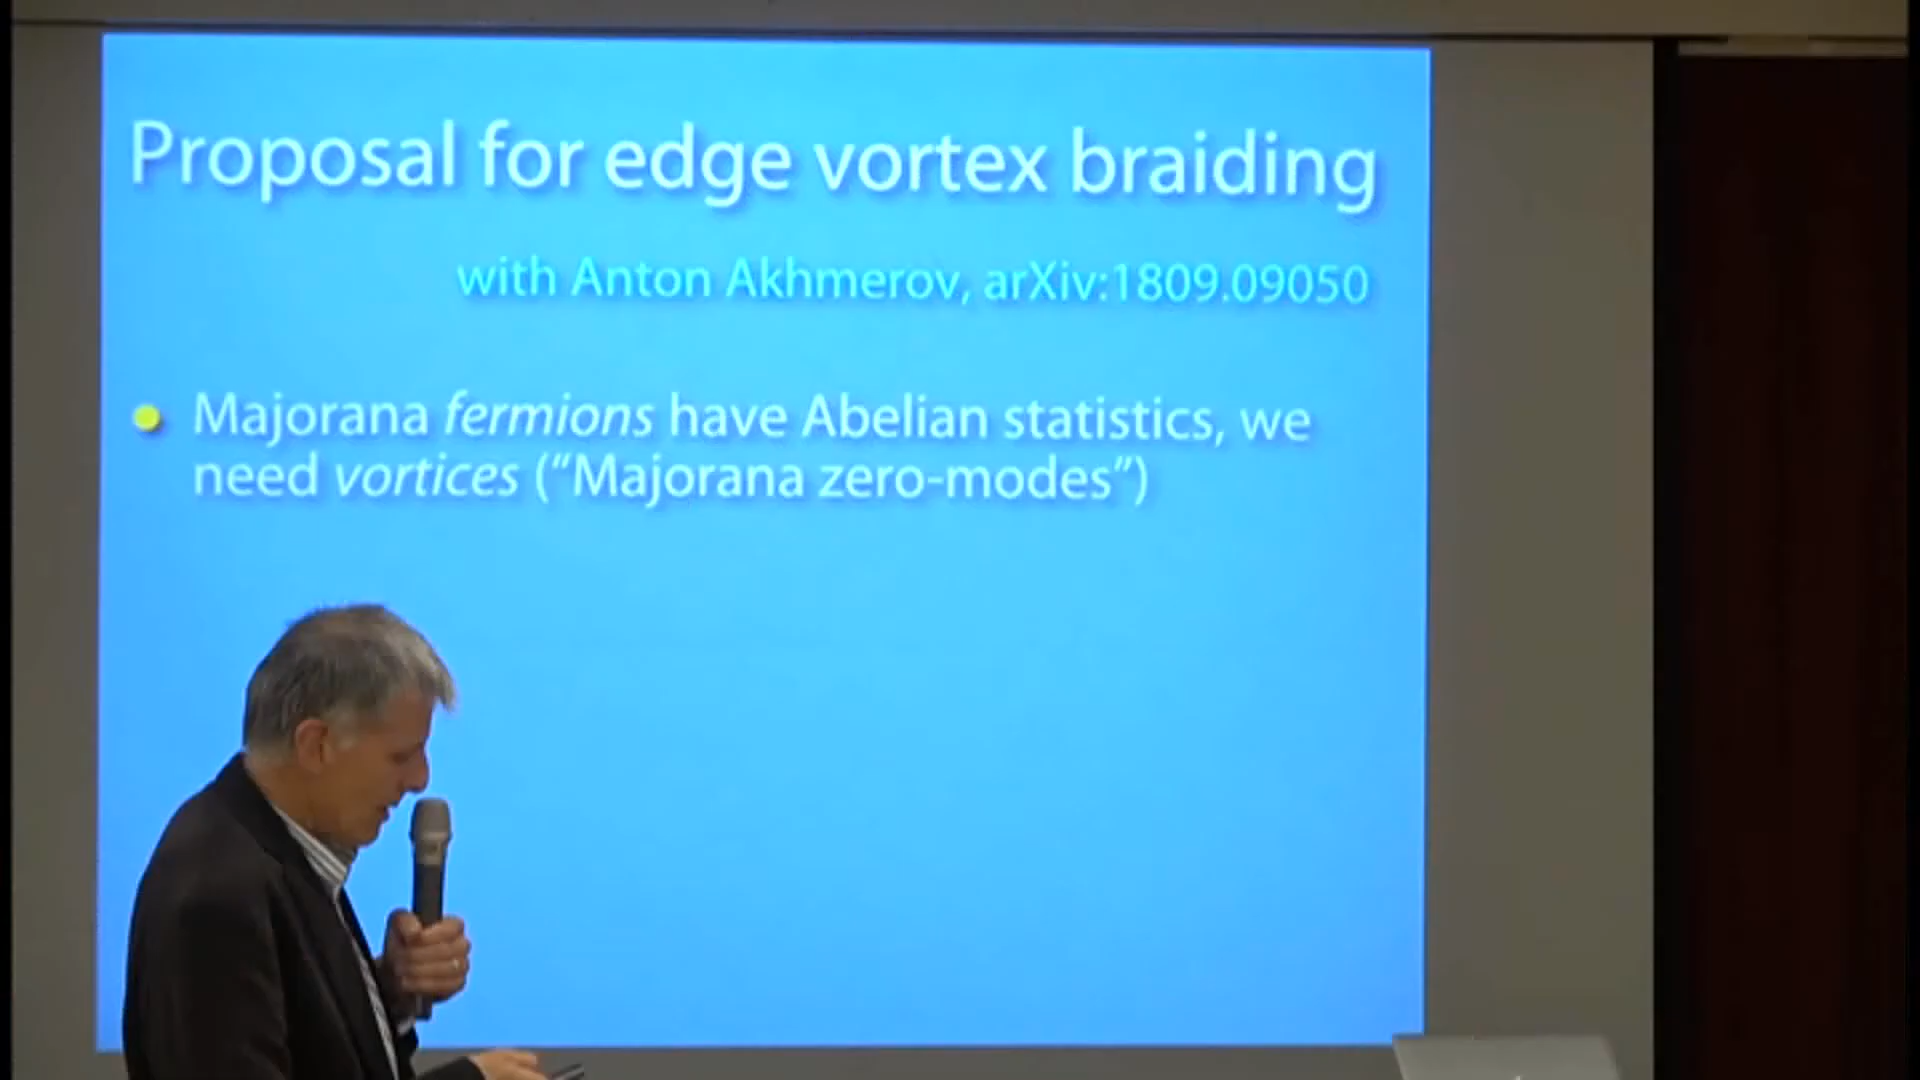 Proposal for edge vortex braiding
with Anton Akhmerov, arXiv:1809.09050
Majorana fermions have Abelian statistics, we
need vortices (“Majorana zero-modes”)